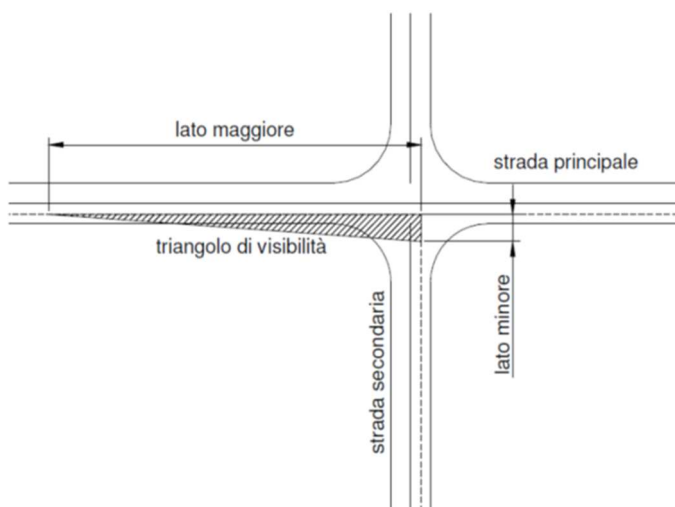 lato maggiore
strada principale
triangolo di visibilità
strada secondaria
lato minore